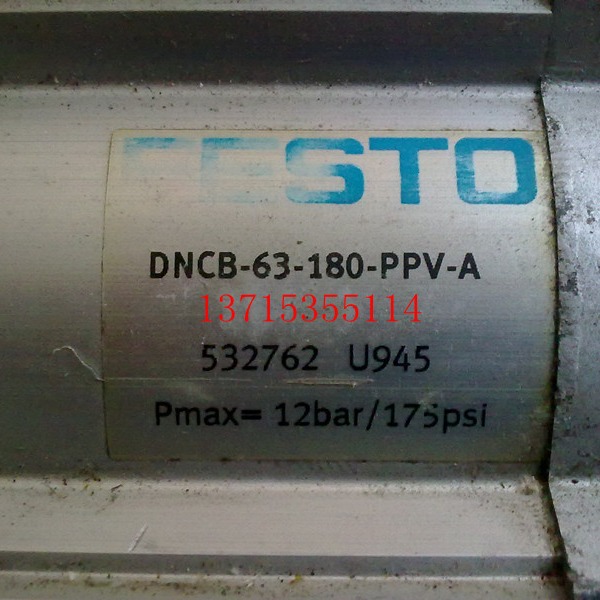 FESTO
DNCB-63-180-PPV-A
13715355114
532762 U945
Pmax= 12bar/175psi